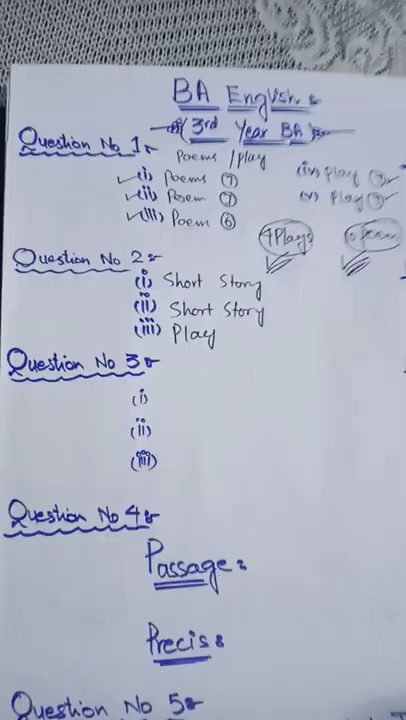 BA English:
(3rd Year BA)
Question No 1:
Poems / Play
(i) Poems (7)
(ii) Poem (7)
(iii) Poem (6)
(iv) Play (7)
(v) Play (7)
4 Plays
Question No 2:
(i) Short Story
(ii) Short Story
(iii) Play
Question No 3:
(i)
(ii)
(iii)
Question No 4:
Passage:
Precis:
Question No 5: